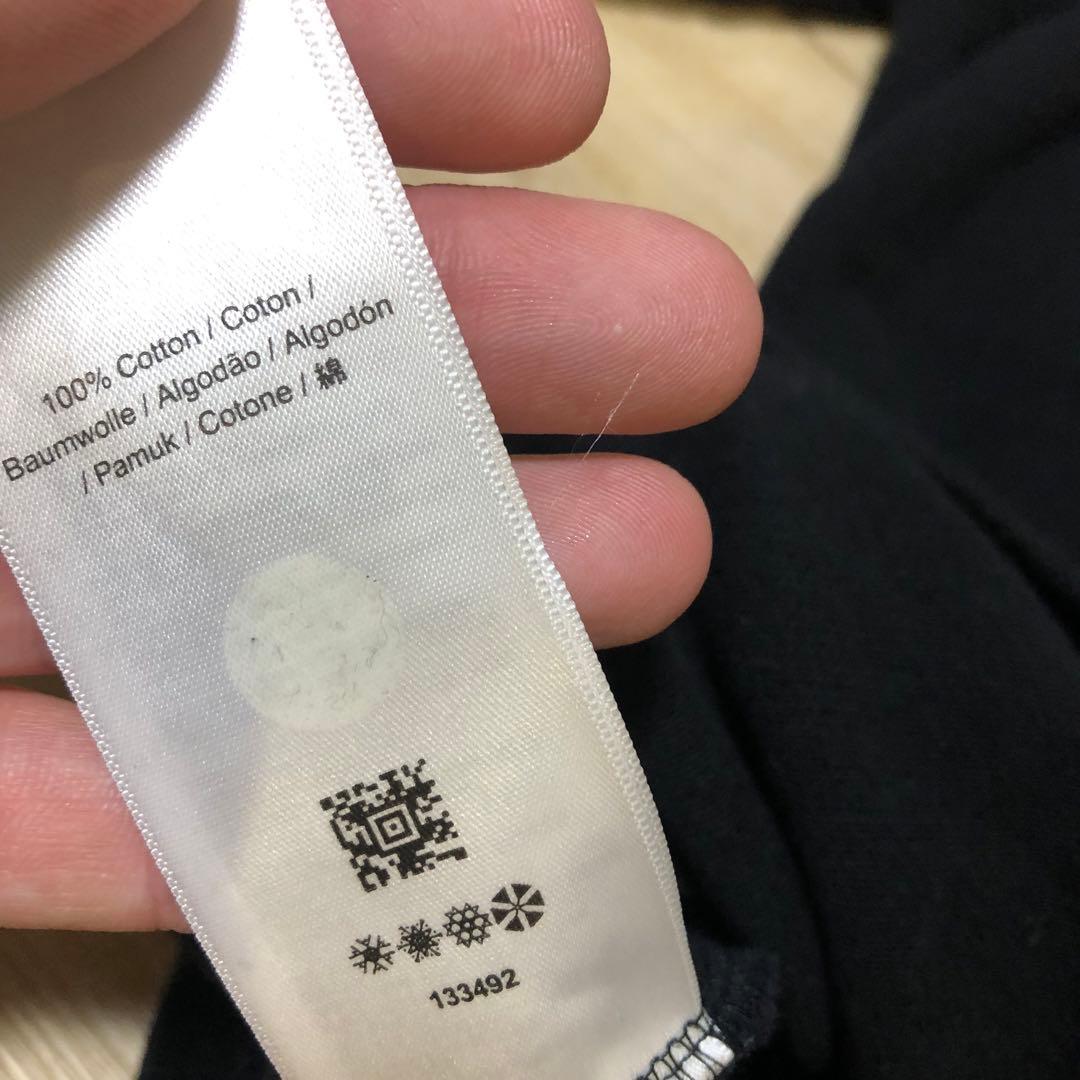 100% Cotton / Coton /
Baumwolle / Algodão / Algodón
/ Pamuk / Cotone / 綿
133492